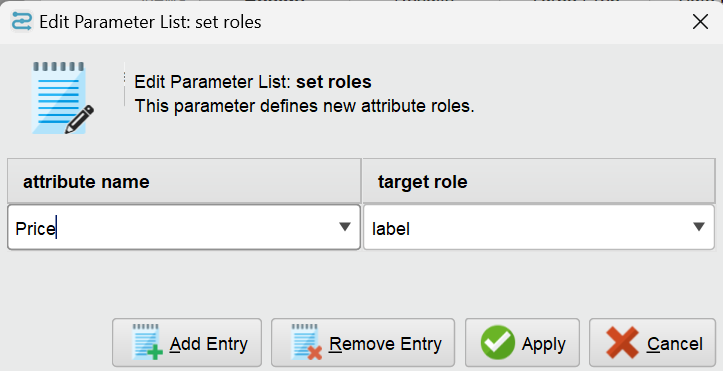 Edit Parameter List: set roles
Edit Parameter List: set roles
This parameter defines new attribute roles.
attribute name target role
Price label
Add Entry Remove Entry Apply Cancel